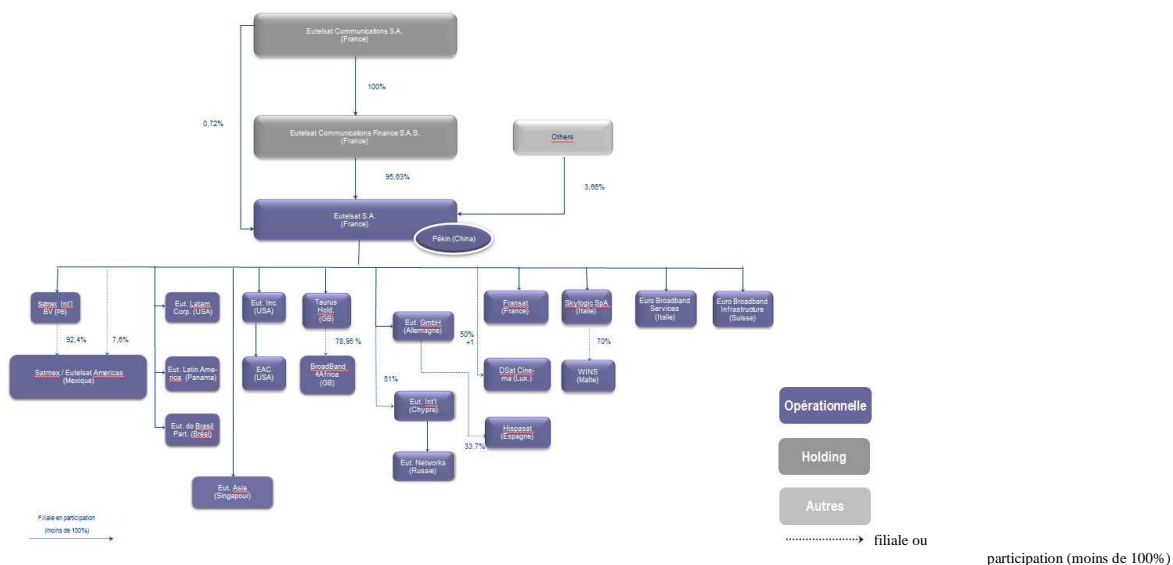 Eutelsat Communications S.A.
(France)
100%
0,72%
Eutelsat Communications Finance S.A.S.
(France)
Others
95,63%
3,66%
Eutelsat S.A.
(France)
Pékin (China)
Satmex Int'l
BV (PB)
Eut. Latam
Corp. (USA)
Eut. Inc.
(USA)
Taurus
Hold.
(GB)
Eut. GmbH
(Allemagne)
Fransat
(France)
Skylogic SpA
(Italie)
Euro Broadband
Services
(Italie)
Euro Broadband
Infrastructure
(Suisse)
92,4%
7,6%
78,95 %
50%
+1
70%
Satmex / Eutelsat Americas
(Mexique)
Eut. Latin Ame-
rica (Panama)
EAC
(USA)
BroadBand
4Africa
(GB)
51%
DSat Cine-
ma (Lux.)
WINS
(Malte)
Eut. Int'l
(Chypre)
Eut. do Brasil
Part. (Brésil)
Hispasat
(Espagne)
33.7%
Eut. Networks
(Russie)
Eut. Asia
(Singapour)
Opérationnelle
Holding
Autres
Filiale en participation
(moins de 100%)
filiale ou
participation (moins de 100%)